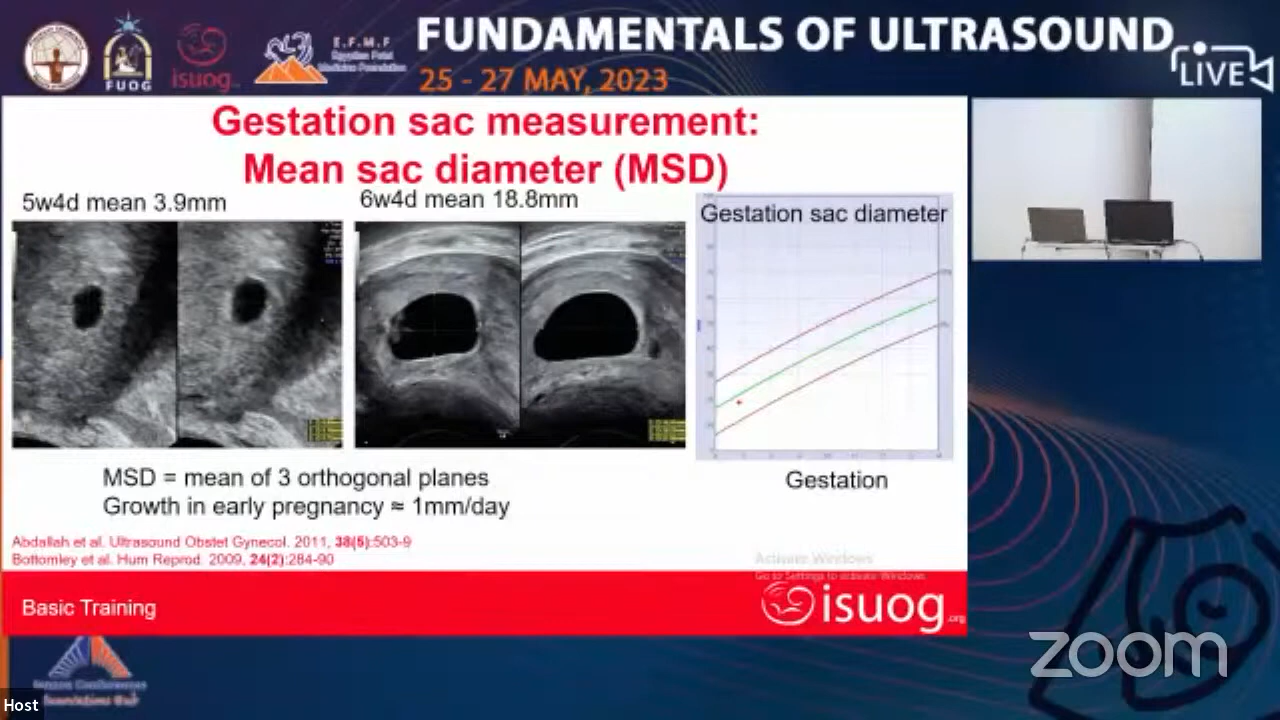 FUNDAMENTALS OF ULTRASOUND
25 - 27 MAY, 2023
LIVE
FUOG
isuog
E.F.M.F
Gestation sac measurement:
Mean sac diameter (MSD)
5w4d mean 3.9mm
6w4d mean 18.8mm
Gestation sac diameter
MSD = mean of 3 orthogonal planes
Growth in early pregnancy ≈ 1mm/day
Gestation
Abdallah et al. Ultrasound Obstet Gynecol. 2011, 38(5):503-9
Bottomley et al. Hum Reprod. 2009, 24(2):284-90
Activate Windows
Go to Settings to activate Windows.
Basic Training
isuog.org
zoom
Host